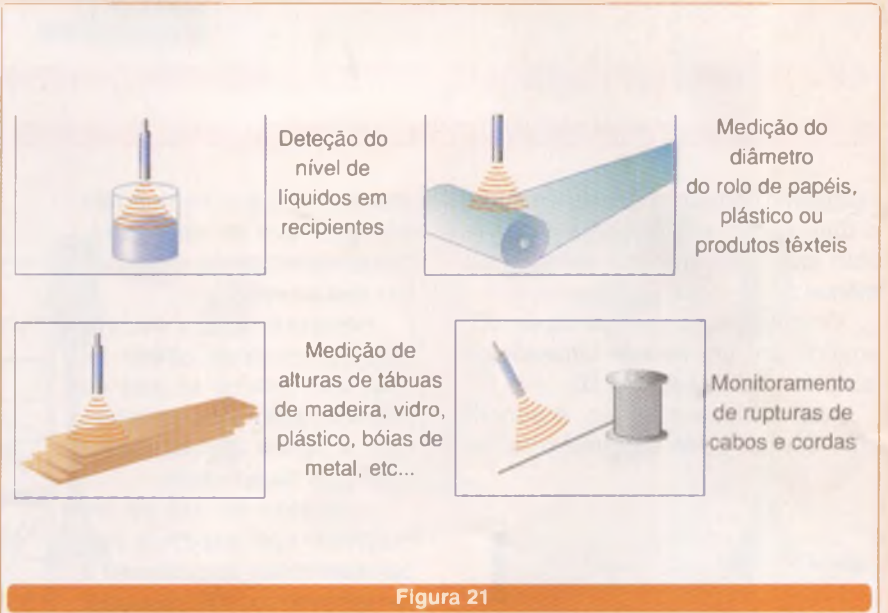 Deteção do
nível de
líquidos em
recipientes
Medição do
diâmetro
do rolo de papéis,
plástico ou
produtos têxteis
Medição de
alturas de tábuas
de madeira, vidro,
plástico, bóias de
metal, etc...
Monitoramento
de rupturas de
cabos e cordas
Figura 21